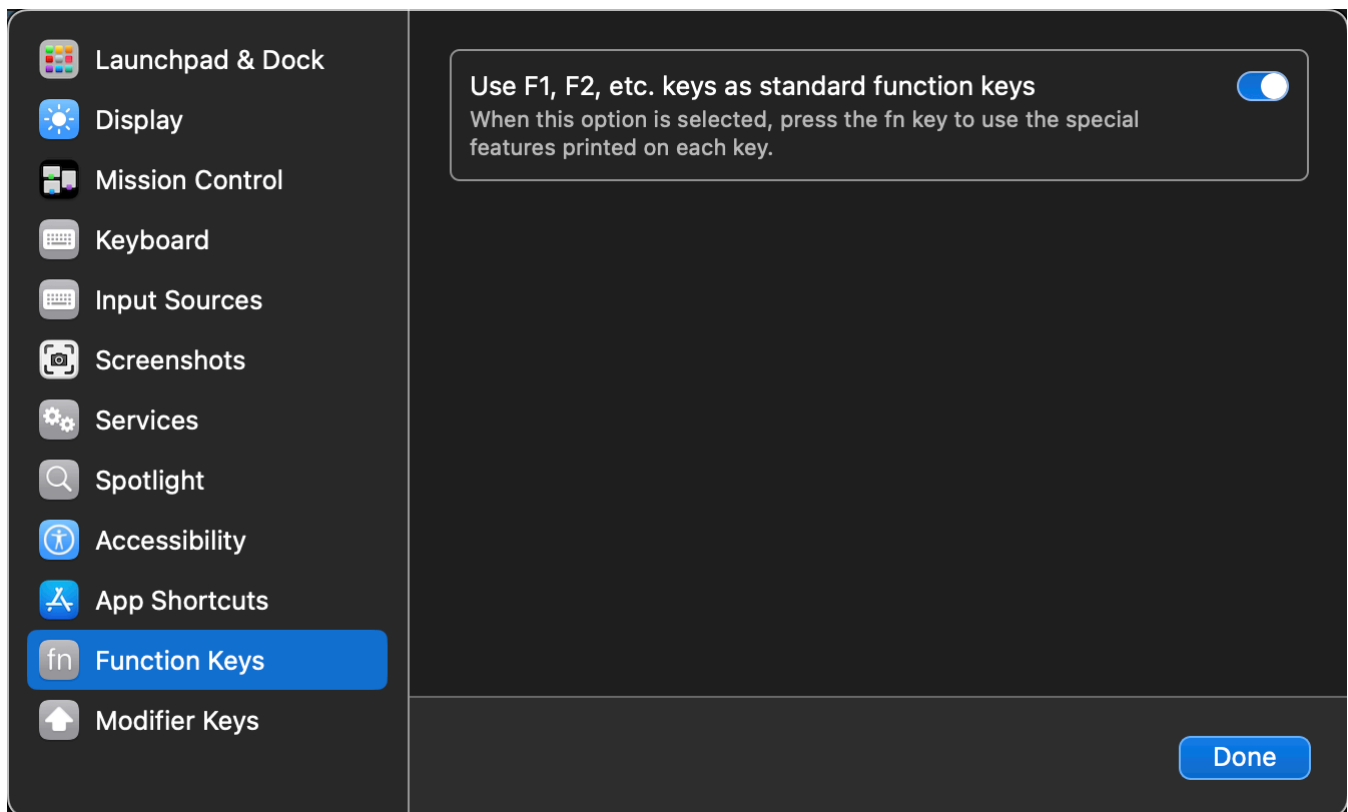 Launchpad & Dock
Display
Mission Control
Keyboard
Input Sources
Screenshots
Services
Spotlight
Accessibility
App Shortcuts
fn Function Keys
Modifier Keys
Use F1, F2, etc. keys as standard function keys
When this option is selected, press the fn key to use the special
features printed on each key.
Done